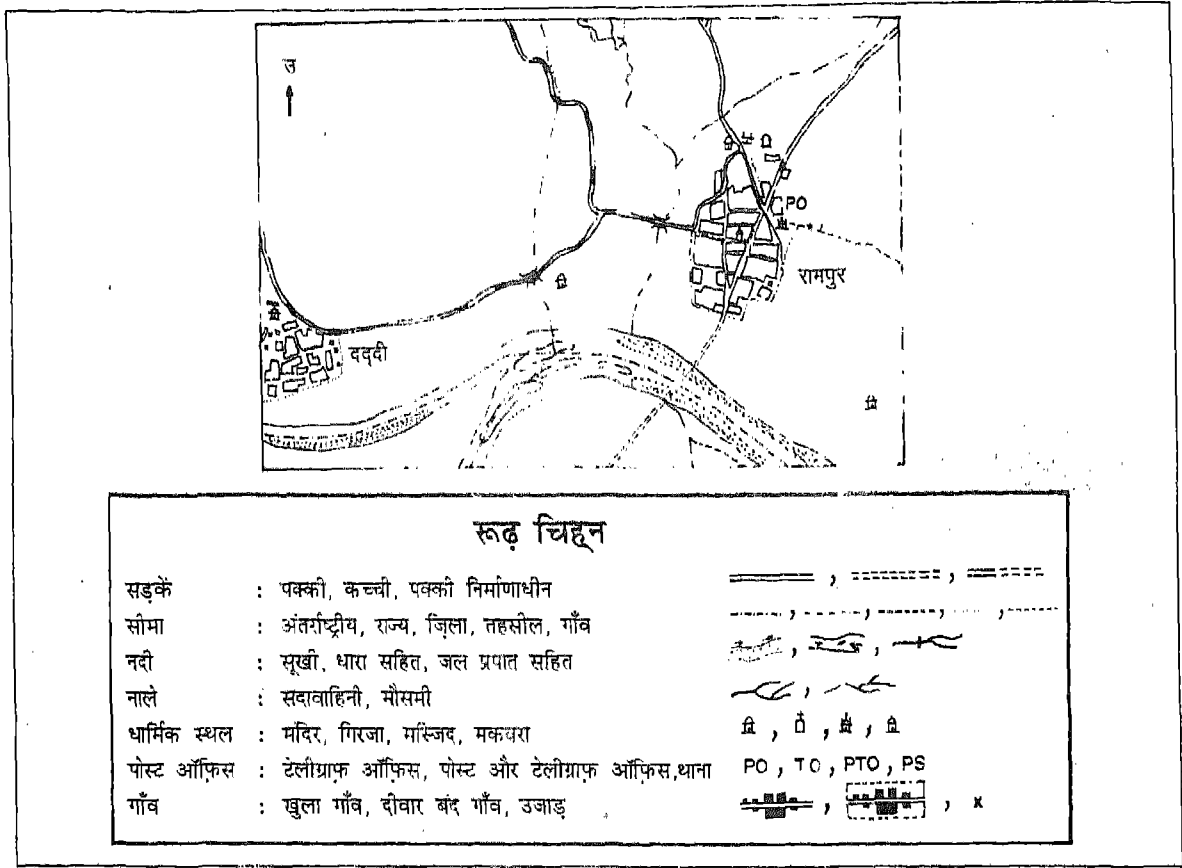 उ
PO
रामपुर
दद्दी
रूढ़ चिह्न
सड़कें : पक्की, कच्ची, पक्की निर्माणाधीन
सीमा : अंतर्राष्ट्रीय, राज्य, ज़िला, तहसील, गाँव
नदी : सूखी, धारा सहित, जल प्रपात सहित
नाले : सदावाहिनी, मौसमी
धार्मिक स्थल : मंदिर, गिरजा, मस्जिद, मकबरा
पोस्ट ऑफ़िस : टेलीग्राफ़ ऑफ़िस, पोस्ट और टेलीग्राफ़ ऑफ़िस,थाना PO , TO , PTO , PS
गाँव : खुला गाँव, दीवार बंद गाँव, उजाड़